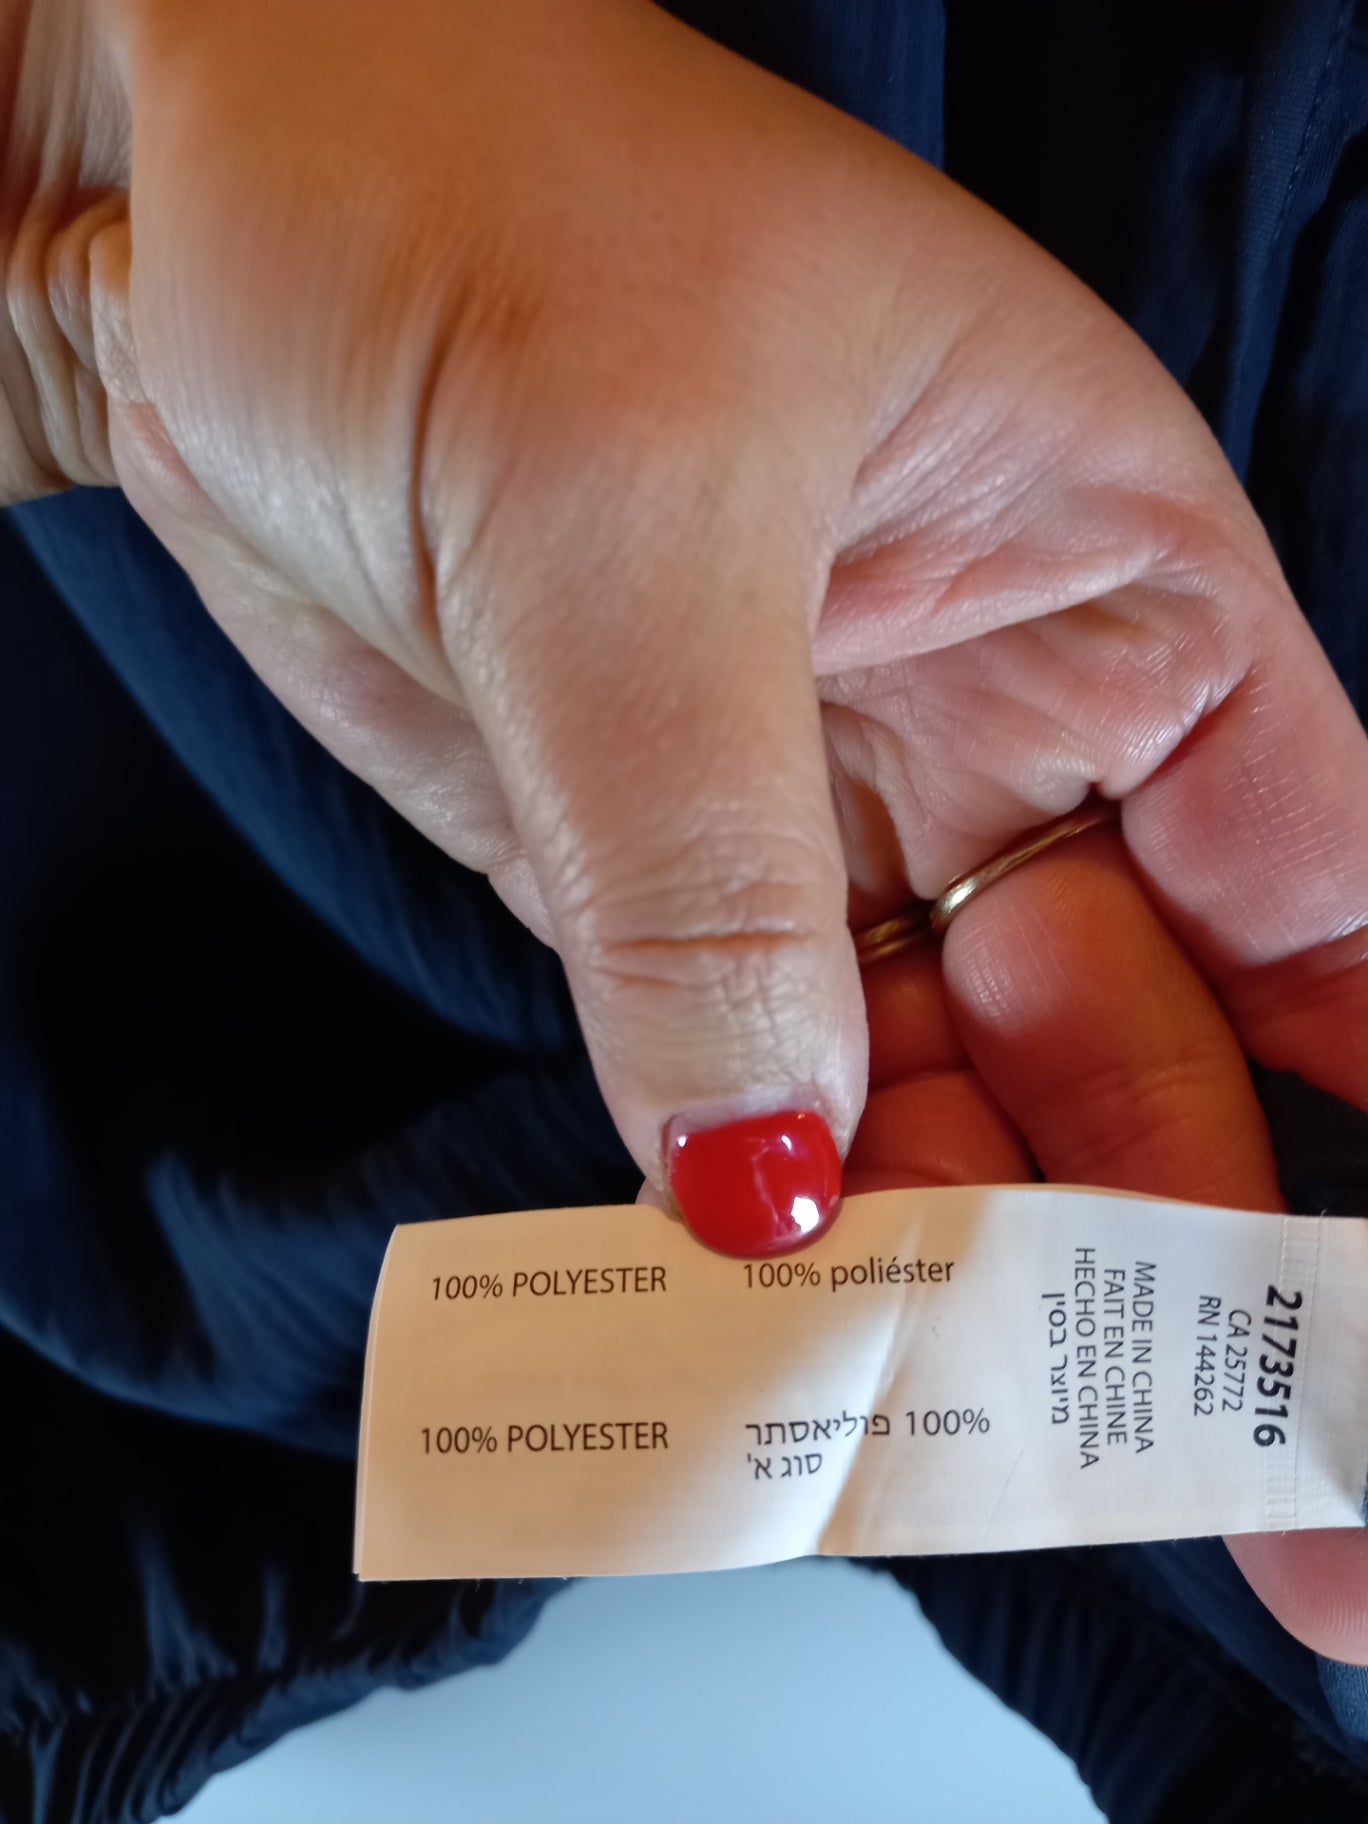 100% POLYESTER
100% poliéster
100% POLYESTER
100% פוליאסתר
סוג א'
MADE IN CHINA
FAIT EN CHINE
HECHO EN CHINA
מיוצר בסין
2173516
CA 25772
RN 144262